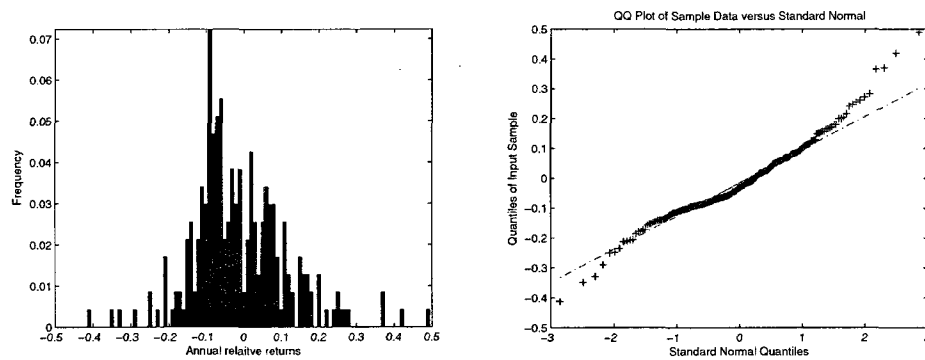 0.07
0.06
0.05
0.04
0.03
0.02
0.01
0
Frequency
-0.5 -0.4 -0.3 -0.2 -0.1 0 0.1 0.2 0.3 0.4 0.5
Annual relaitve returns
QQ Plot of Sample Data versus Standard Normal
0.5
0.4
0.3
0.2
0.1
0
-0.1
-0.2
-0.3
-0.4
-0.5
Quantiles of Input Sample
-3 -2 -1 0 1 2 3
Standard Normal Quantiles